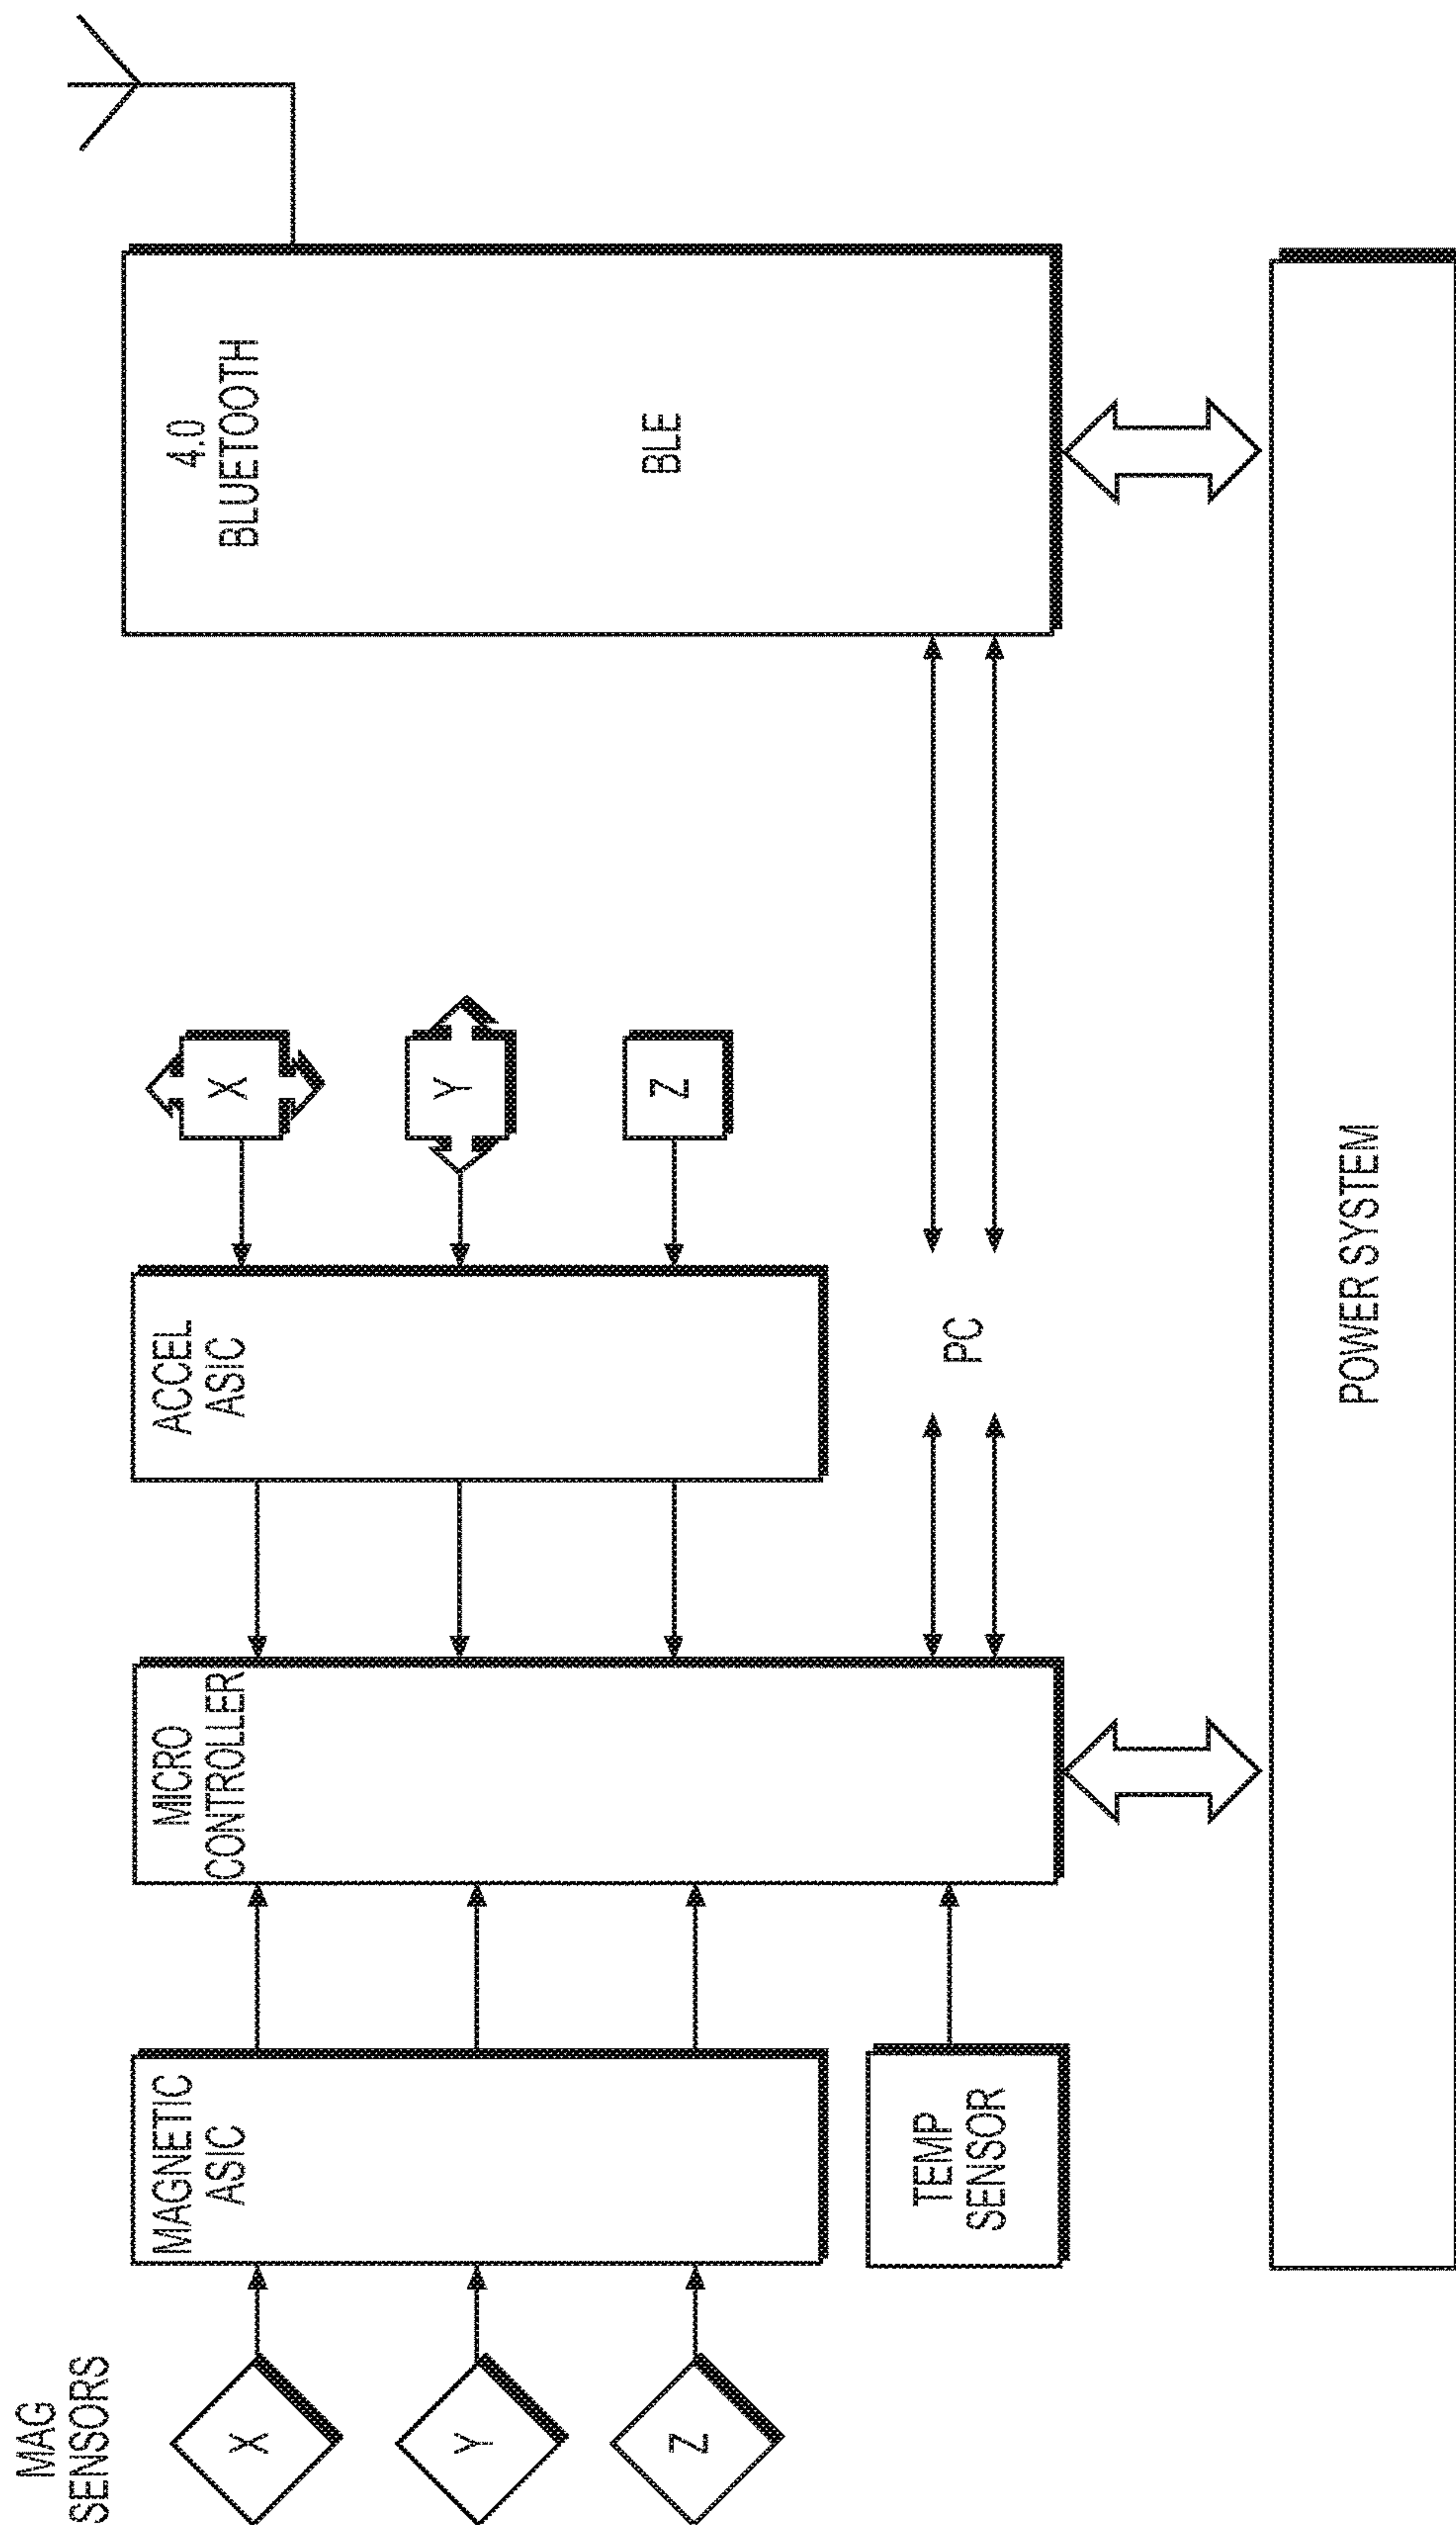 MAG
SENSORS
X
Y
Z
MAGNETIC
ASIC
TEMP
SENSOR
MICRO
CONTROLLER
ACCEL
ASIC
PC
X
Y
Z
4.0
BLUETOOTH
BLE
POWER SYSTEM